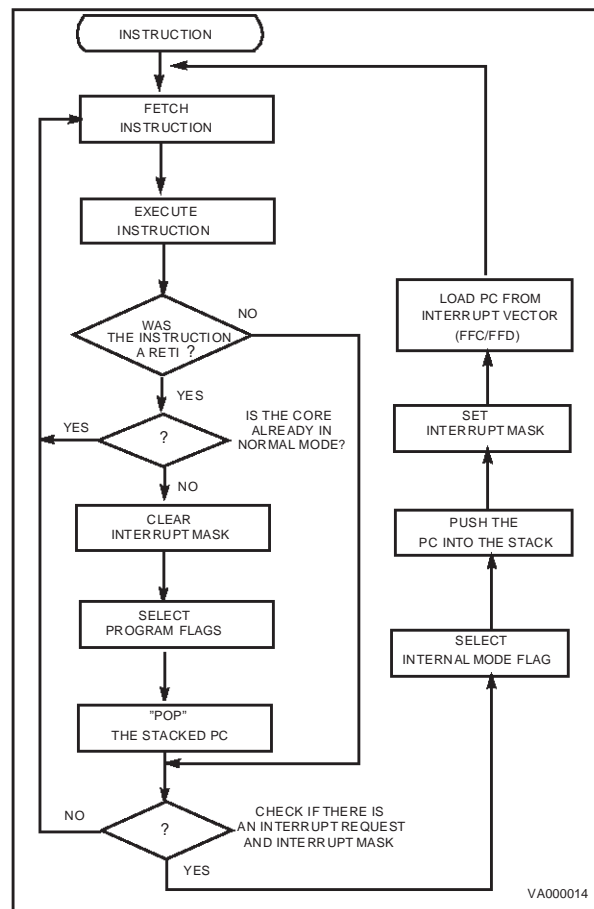 INSTRUCTION
FETCH
INSTRUCTION
EXECUTE
INSTRUCTION
WAS
THE INSTRUCTION
A RETI ?
NO
YES
?
IS THE CORE
ALREADY IN
NORMAL MODE?
YES
NO
CLEAR
INTERRUPT MASK
SELECT
PROGRAM FLAGS
"POP"
THE STACKED PC
?
CHECK IF THERE IS
AN INTERRUPT REQUEST
AND INTERRUPT MASK
NO
YES
LOAD PC FROM
INTERRUPT VECTOR
(FFC/FFD)
SET
INTERRUPT MASK
PUSH THE
PC INTO THE STACK
SELECT
INTERNAL MODE FLAG
VA000014